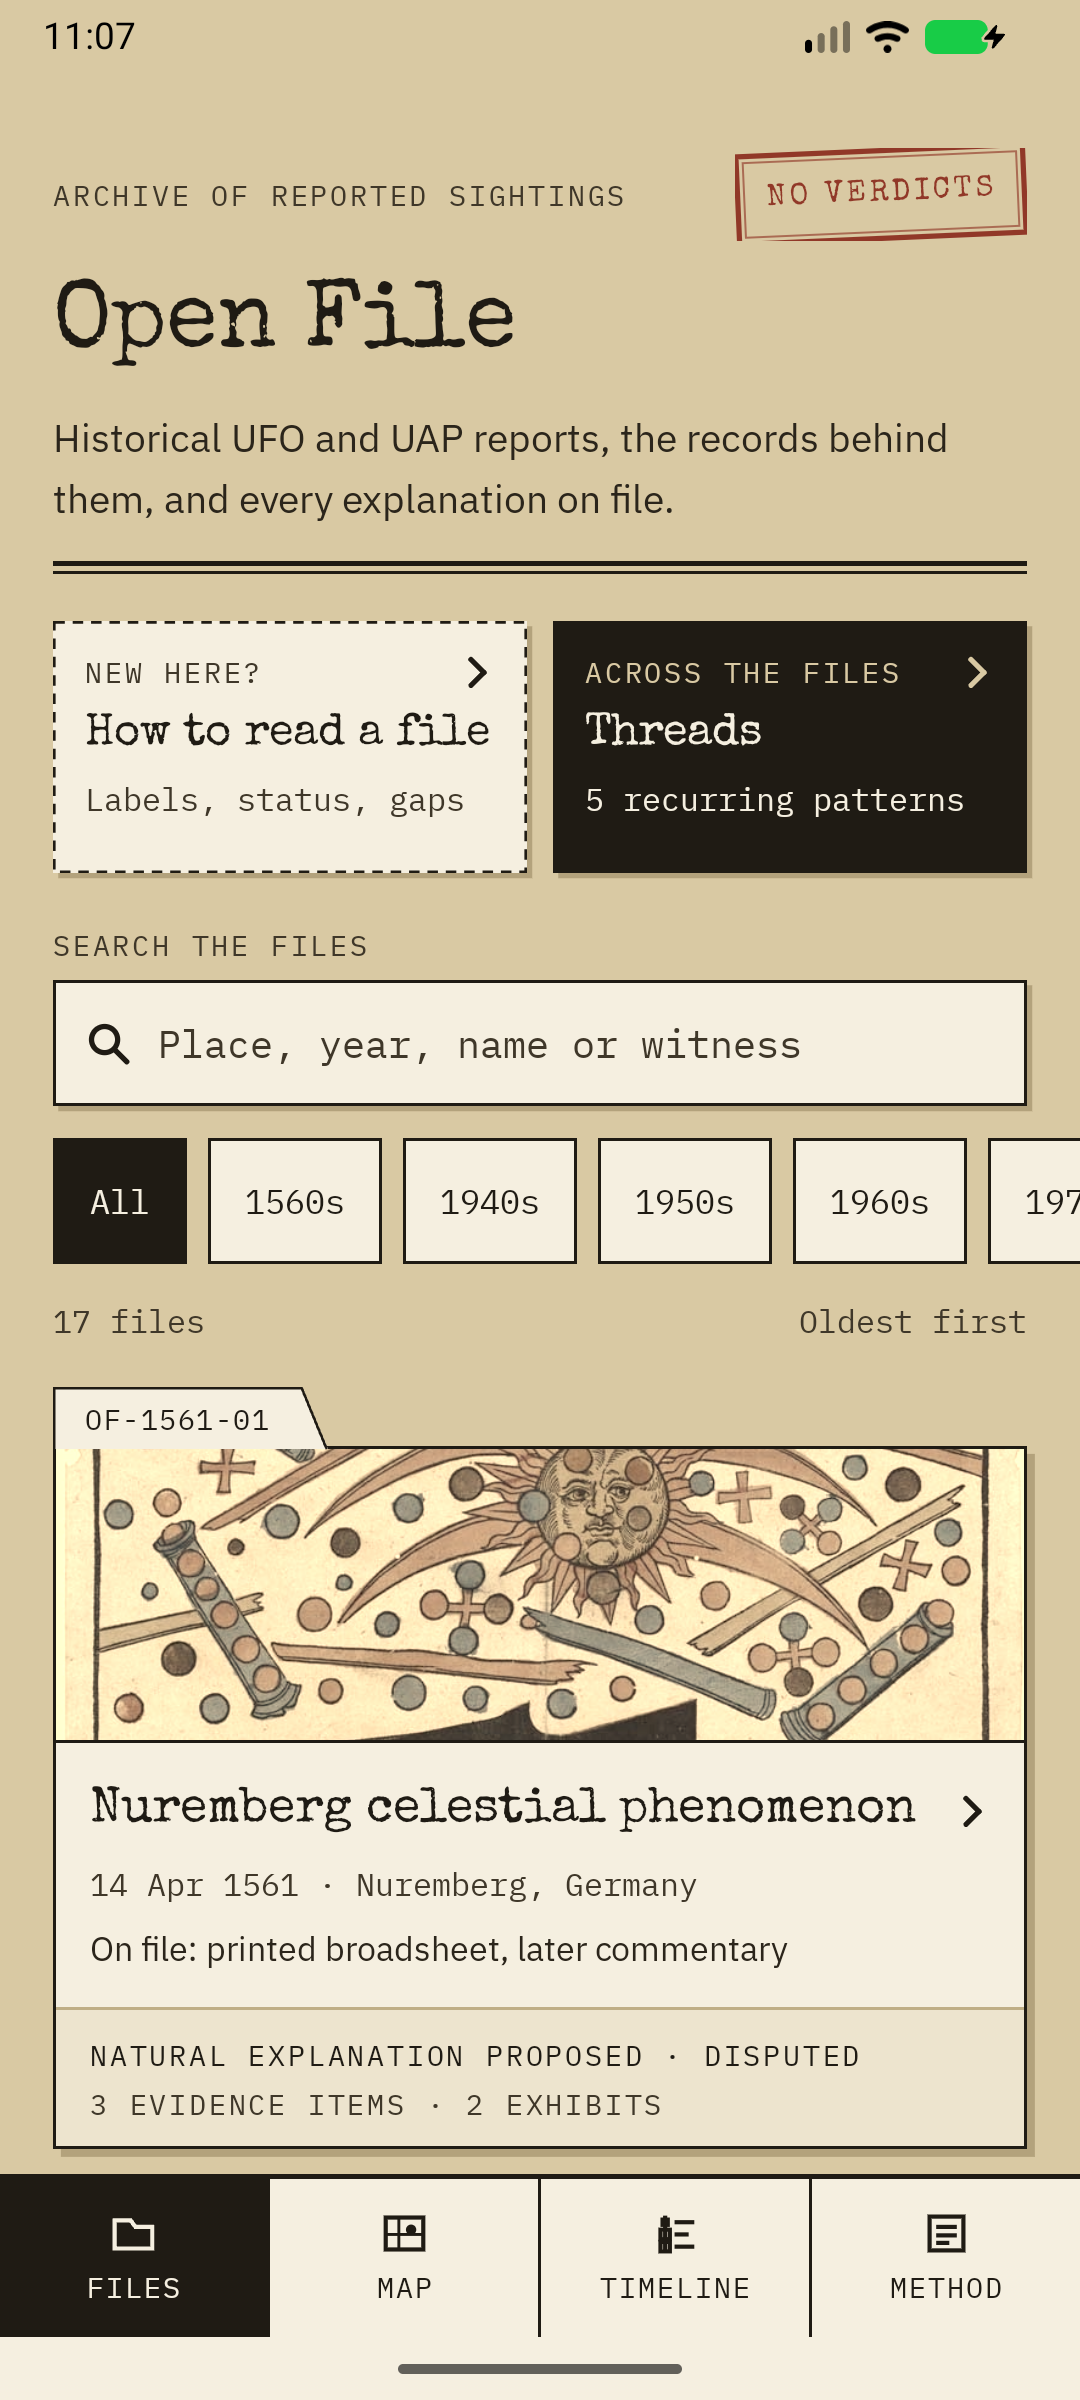 11:07
ARCHIVE OF REPORTED SIGHTINGS
NO VERDICTS
Open File
Historical UFO and UAP reports, the records behind
them, and every explanation on file.
NEW HERE?
How to read a file
Labels, status, gaps
ACROSS THE FILES
Threads
5 recurring patterns
SEARCH THE FILES
Place, year, name or witness
All
1560s
1940s
1950s
1960s
197
17 files
Oldest first
OF-1561-01
Nuremberg celestial phenomenon
14 Apr 1561 · Nuremberg, Germany
On file: printed broadsheet, later commentary
NATURAL EXPLANATION PROPOSED · DISPUTED
3 EVIDENCE ITEMS · 2 EXHIBITS
FILES
MAP
TIMELINE
METHOD